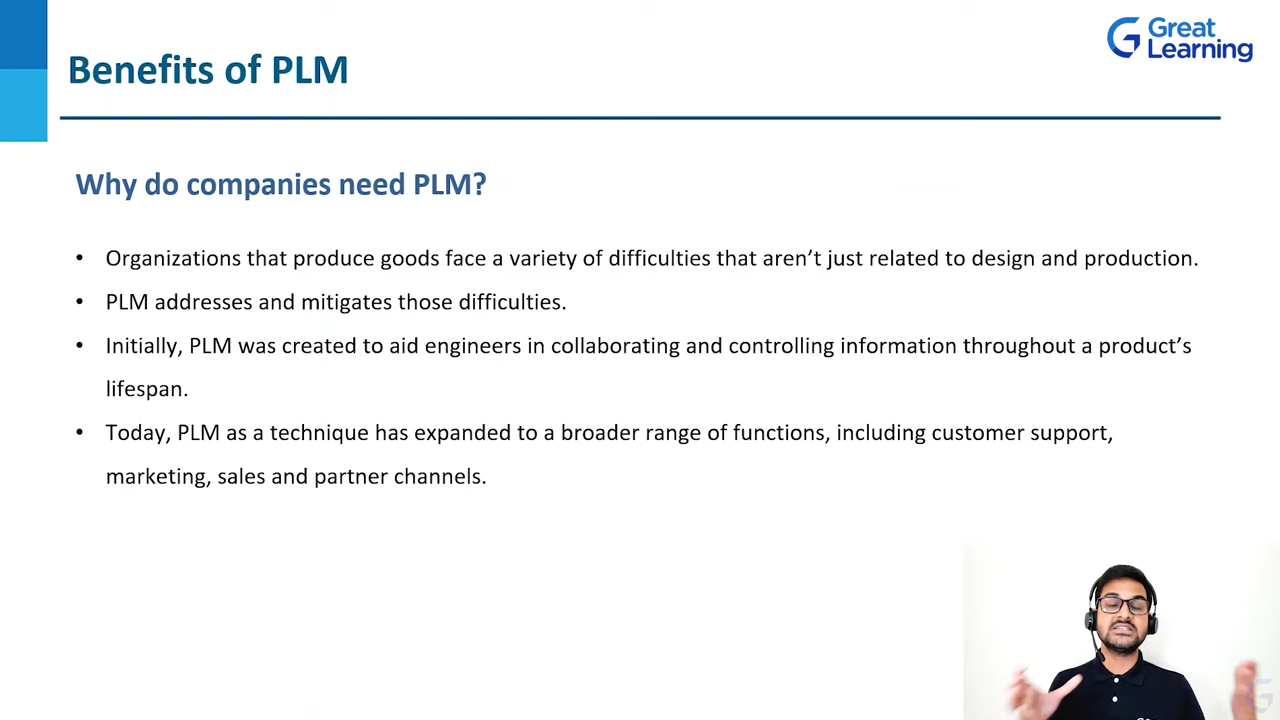 Great
Learning
Benefits of PLM
Why do companies need PLM?
• Organizations that produce goods face a variety of difficulties that aren’t just related to design and production.
• PLM addresses and mitigates those difficulties.
• Initially, PLM was created to aid engineers in collaborating and controlling information throughout a product’s
lifespan.
• Today, PLM as a technique has expanded to a broader range of functions, including customer support,
marketing, sales and partner channels.